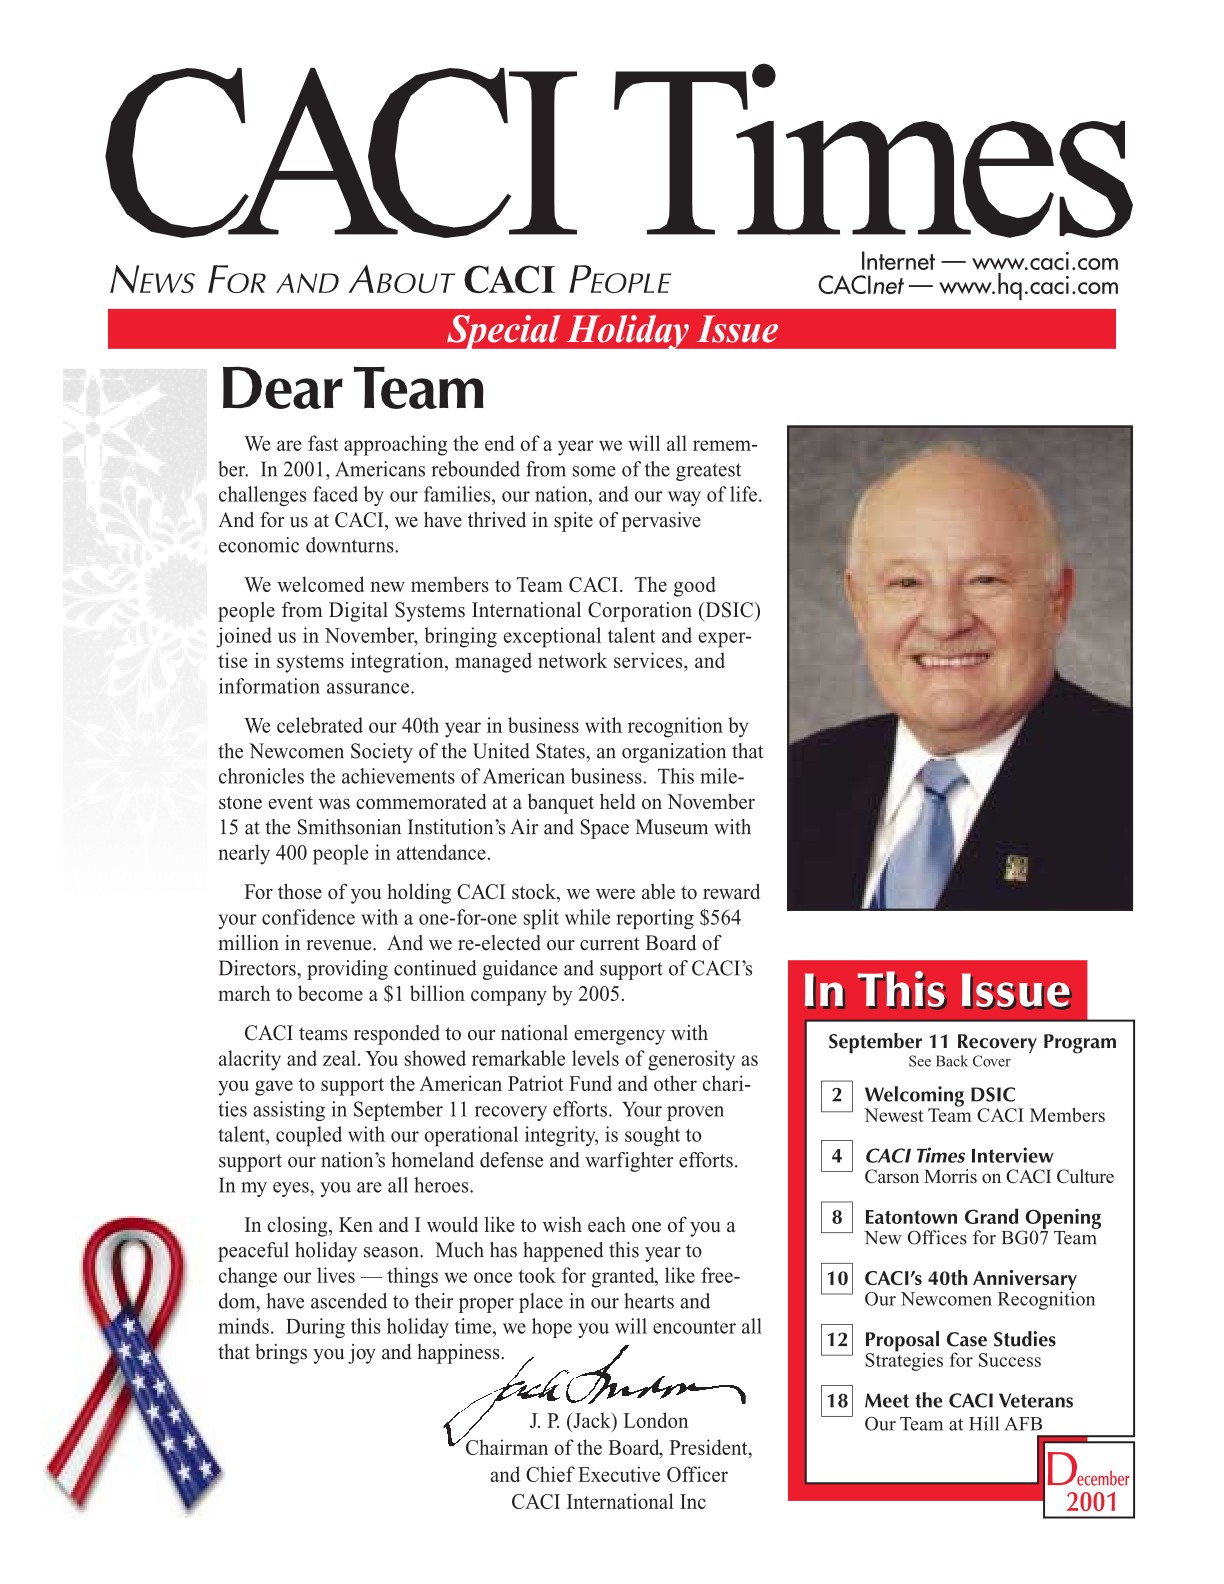 CACI Times
NEWS FOR AND ABOUT CACI PEOPLE
Internet — www.caci.com
CACInet — www.hq.caci.com
Special Holiday Issue
Dear Team
We are fast approaching the end of a year we will all remem-
ber. In 2001, Americans rebounded from some of the greatest
challenges faced by our families, our nation, and our way of life.
And for us at CACI, we have thrived in spite of pervasive
economic downturns.
We welcomed new members to Team CACI. The good
people from Digital Systems International Corporation (DSIC)
joined us in November, bringing exceptional talent and exper-
tise in systems integration, managed network services, and
information assurance.
We celebrated our 40th year in business with recognition by
the Newcomen Society of the United States, an organization that
chronicles the achievements of American business. This mile-
stone event was commemorated at a banquet held on November
15 at the Smithsonian Institution's Air and Space Museum with
nearly 400 people in attendance.
For those of you holding CACI stock, we were able to reward
your confidence with a one-for-one split while reporting $564
million in revenue. And we re-elected our current Board of
Directors, providing continued guidance and support of CACI's
march to become a $1 billion company by 2005.
CACI teams responded to our national emergency with
alacrity and zeal. You showed remarkable levels of generosity as
you gave to support the American Patriot Fund and other chari-
ties assisting in September 11 recovery efforts. Your proven
talent, coupled with our operational integrity, is sought to
support our nation's homeland defense and warfighter efforts.
In my eyes, you are all heroes.
In closing, Ken and I would like to wish each one of you a
peaceful holiday season. Much has happened this year to
change our lives — things we once took for granted, like free-
dom, have ascended to their proper place in our hearts and
minds. During this holiday time, we hope you will encounter all
that brings you joy and happiness.
Jack London
J. P. (Jack) London
Chairman of the Board, President,
and Chief Executive Officer
CACI International Inc
In This Issue
September 11 Recovery Program
See Back Cover
2 Welcoming DSIC
Newest Team CACI Members
4 CACI Times Interview
Carson Morris on CACI Culture
8 Eatontown Grand Opening
New Offices for BG07 Team
10 CACI's 40th Anniversary
Our Newcomen Recognition
12 Proposal Case Studies
Strategies for Success
18 Meet the CACI Veterans
Our Team at Hill AFB
December
2001